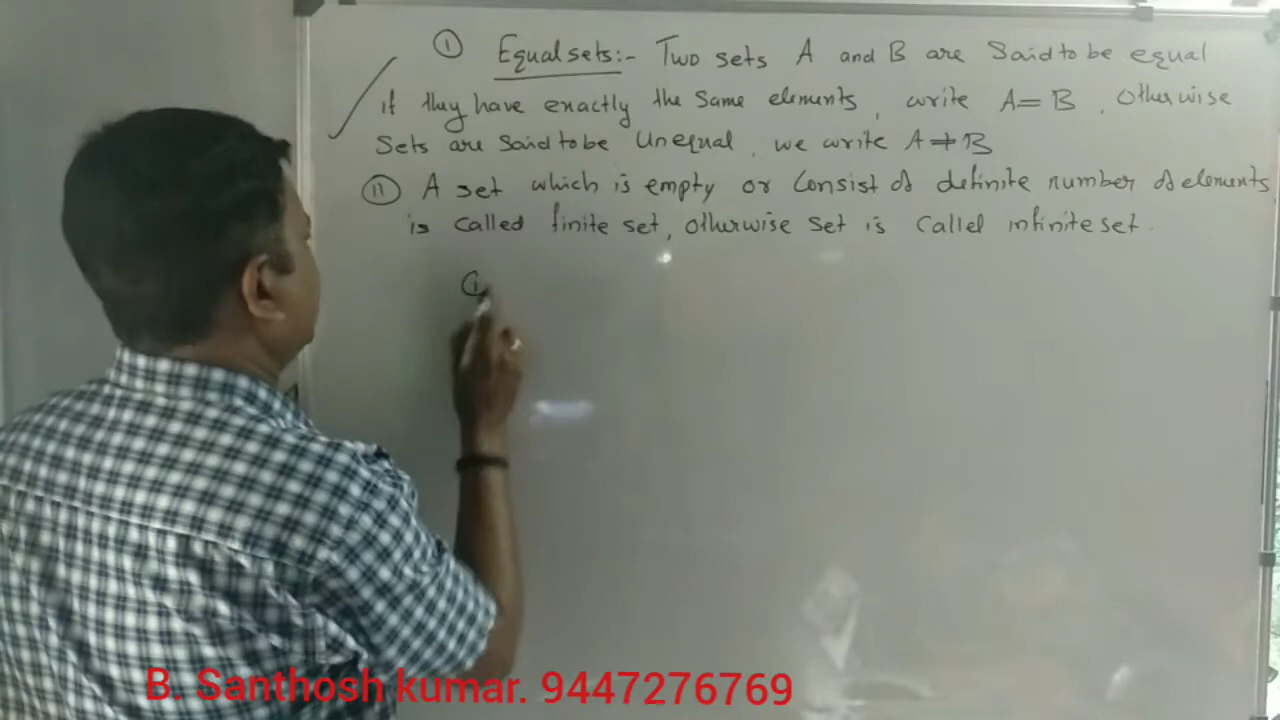 ① Equal sets:- Two sets A and B are Said to be equal
if they have exactly the same elements, write A=B, Otherwise
Sets are Said to be Unequal, we write A≠B
⑪ A set which is empty or Consist of definite number of elements
is called finite set, otherwise set is Called infinite set.
①
B. Santhosh kumar. 9447276769